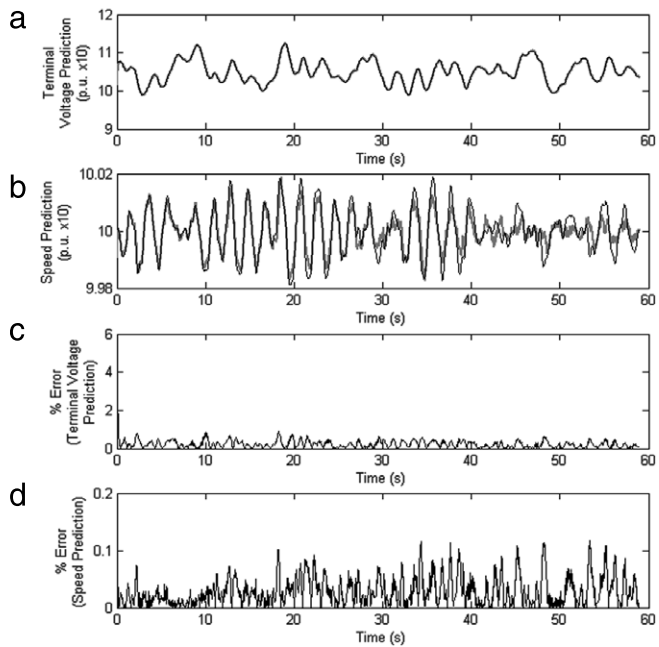 a
Terminal
Voltage Prediction
(p.u. x10)
12
11
10
9
0 10 20 30 40 50 60
Time (s)
b
Speed Prediction
(p.u. x10)
10.02
10
9.98
0 10 20 30 40 50 60
Time (s)
c
% Error
(Terminal Voltage
Prediction)
6
4
2
0
0 10 20 30 40 50 60
Time (s)
d
% Error
(Speed Prediction)
0.2
0.1
0
0 10 20 30 40 50 60
Time (s)